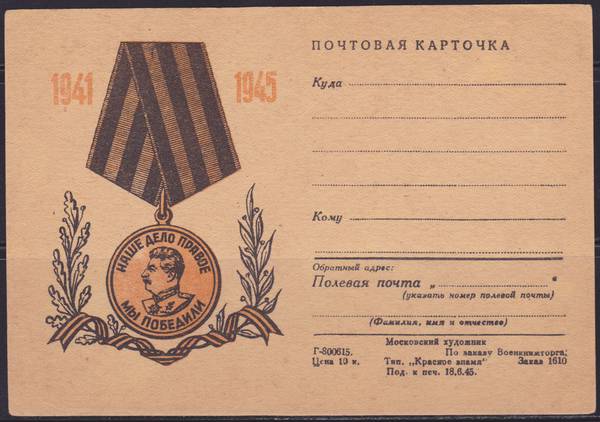 1941 1945
НАШЕ ДЕЛО ПРАВОЕ
МЫ ПОБЕДИЛИ
ПОЧТОВАЯ КАРТОЧКА
Куда
Кому
Обратный адрес:
Полевая почта „ “
(указать номер полевой почты)
(Фамилия, имя и отчество)
Московский художник
Г-800615. По заказу Военкнижторга.
Цена 10 к. Тип. „Красное знамя“ Заказ 1610
Под. к печ. 18.6.45.